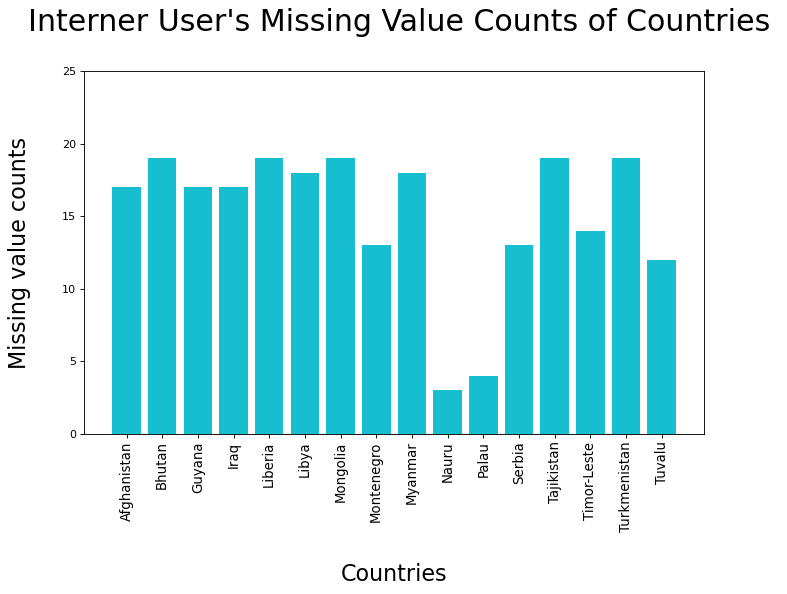 Interner User's Missing Value Counts of Countries
Missing value counts
25
20
15
10
5
0
Afghanistan
Bhutan
Guyana
Iraq
Liberia
Libya
Mongolia
Montenegro
Myanmar
Nauru
Palau
Serbia
Tajikistan
Timor-Leste
Turkmenistan
Tuvalu
Countries